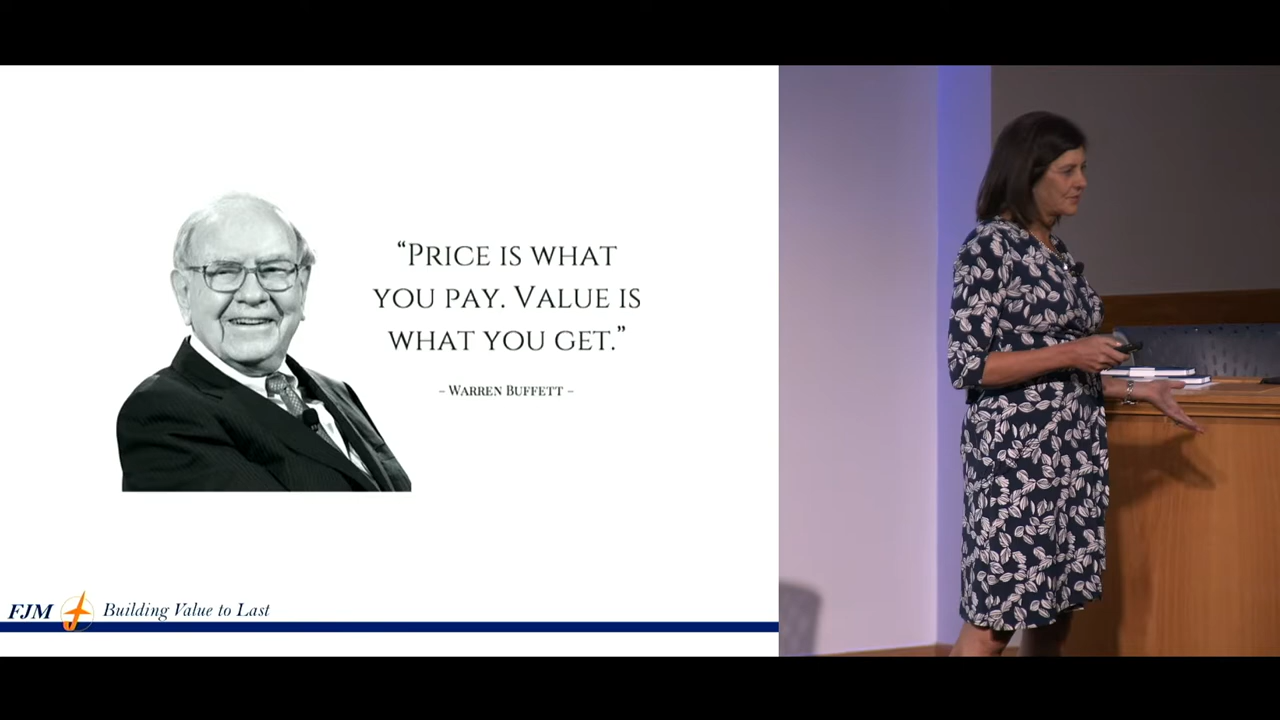 “Price is what
you pay. Value is
what you get.”
– Warren Buffett –
FJM Building Value to Last